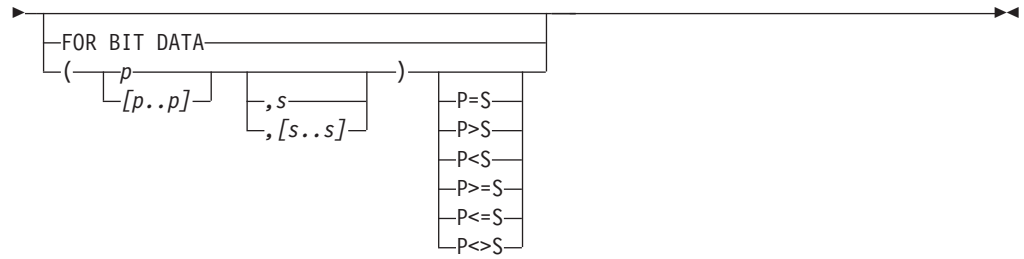 FOR BIT DATA
( p )
[p..p] ,s P=S
,[s..s] P>S
P<S
P>=S
P<=S
P<>S